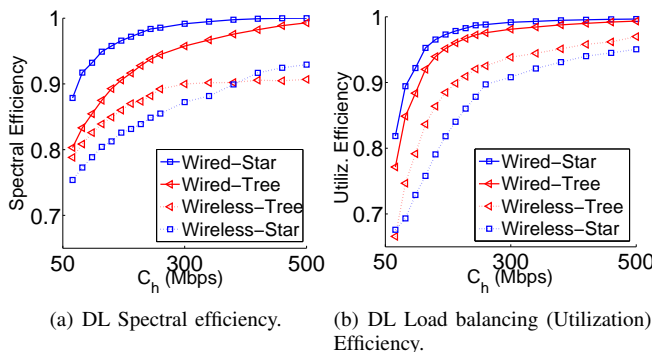 1
0.9
0.8
0.7
Spectral Efficiency
Wired-Star
Wired-Tree
Wireless-Tree
Wireless-Star
50
300
500
C_h (Mbps)
(a) DL Spectral efficiency.
1
0.9
0.8
0.7
Utiliz. Efficiency
Wired-Star
Wired-Tree
Wireless-Tree
Wireless-Star
50
300
500
C_h (Mbps)
(b) DL Load balancing (Utilization)
Efficiency.